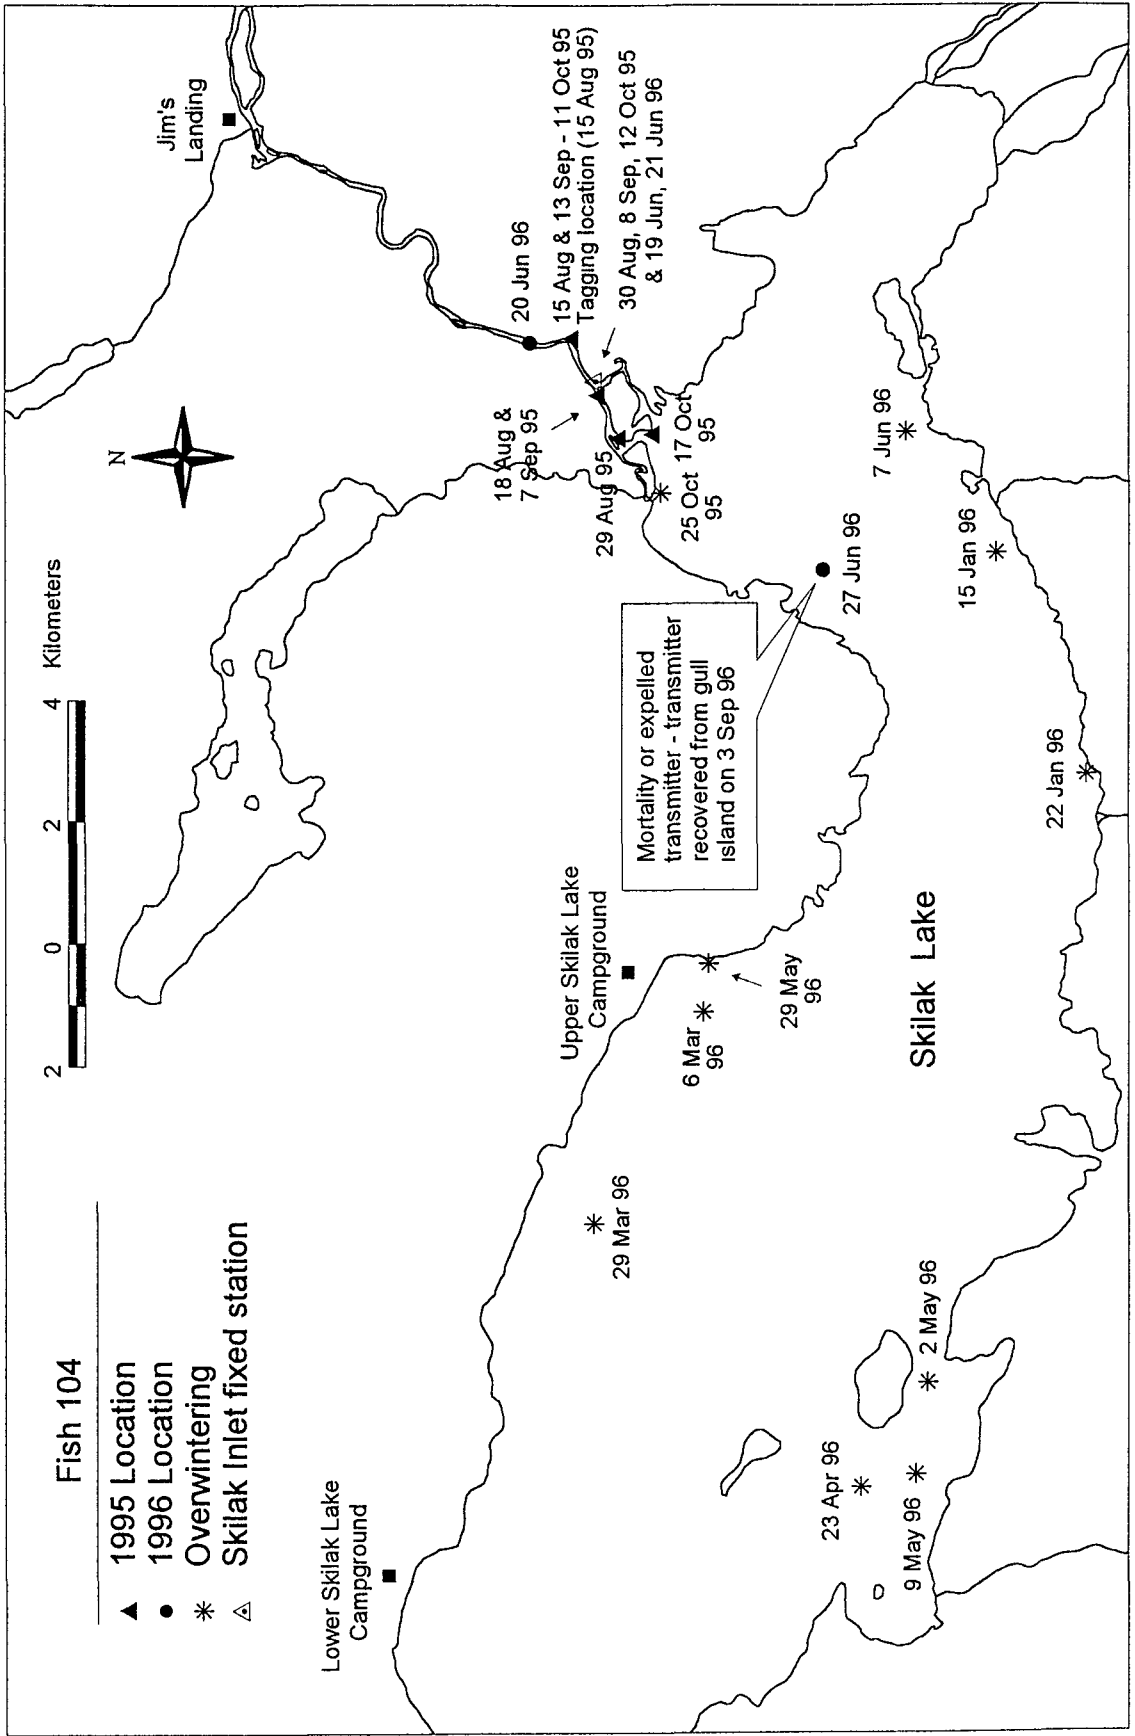 Fish 104
1995 Location
1996 Location
Overwintering
Skilak Inlet fixed station
2
0
2
4
Kilometers
N
Jim's
Landing
20 Jun 96
15 Aug & 13 Sep - 11 Oct 95
Tagging location (15 Aug 95)
30 Aug, 8 Sep, 12 Oct 95
& 19 Jun, 21 Jun 96
18 Aug &
7 Sep 95
29 Aug 95
17 Oct
95
25 Oct
95
Lower Skilak Lake
Campground
Upper Skilak Lake
Campground
Mortality or expelled
transmitter - transmitter
recovered from gull
island on 3 Sep 96
27 Jun 96
7 Jun 96
15 Jan 96
22 Jan 96
29 May
96
6 Mar
96
29 Mar 96
Skilak Lake
2 May 96
23 Apr 96
9 May 96